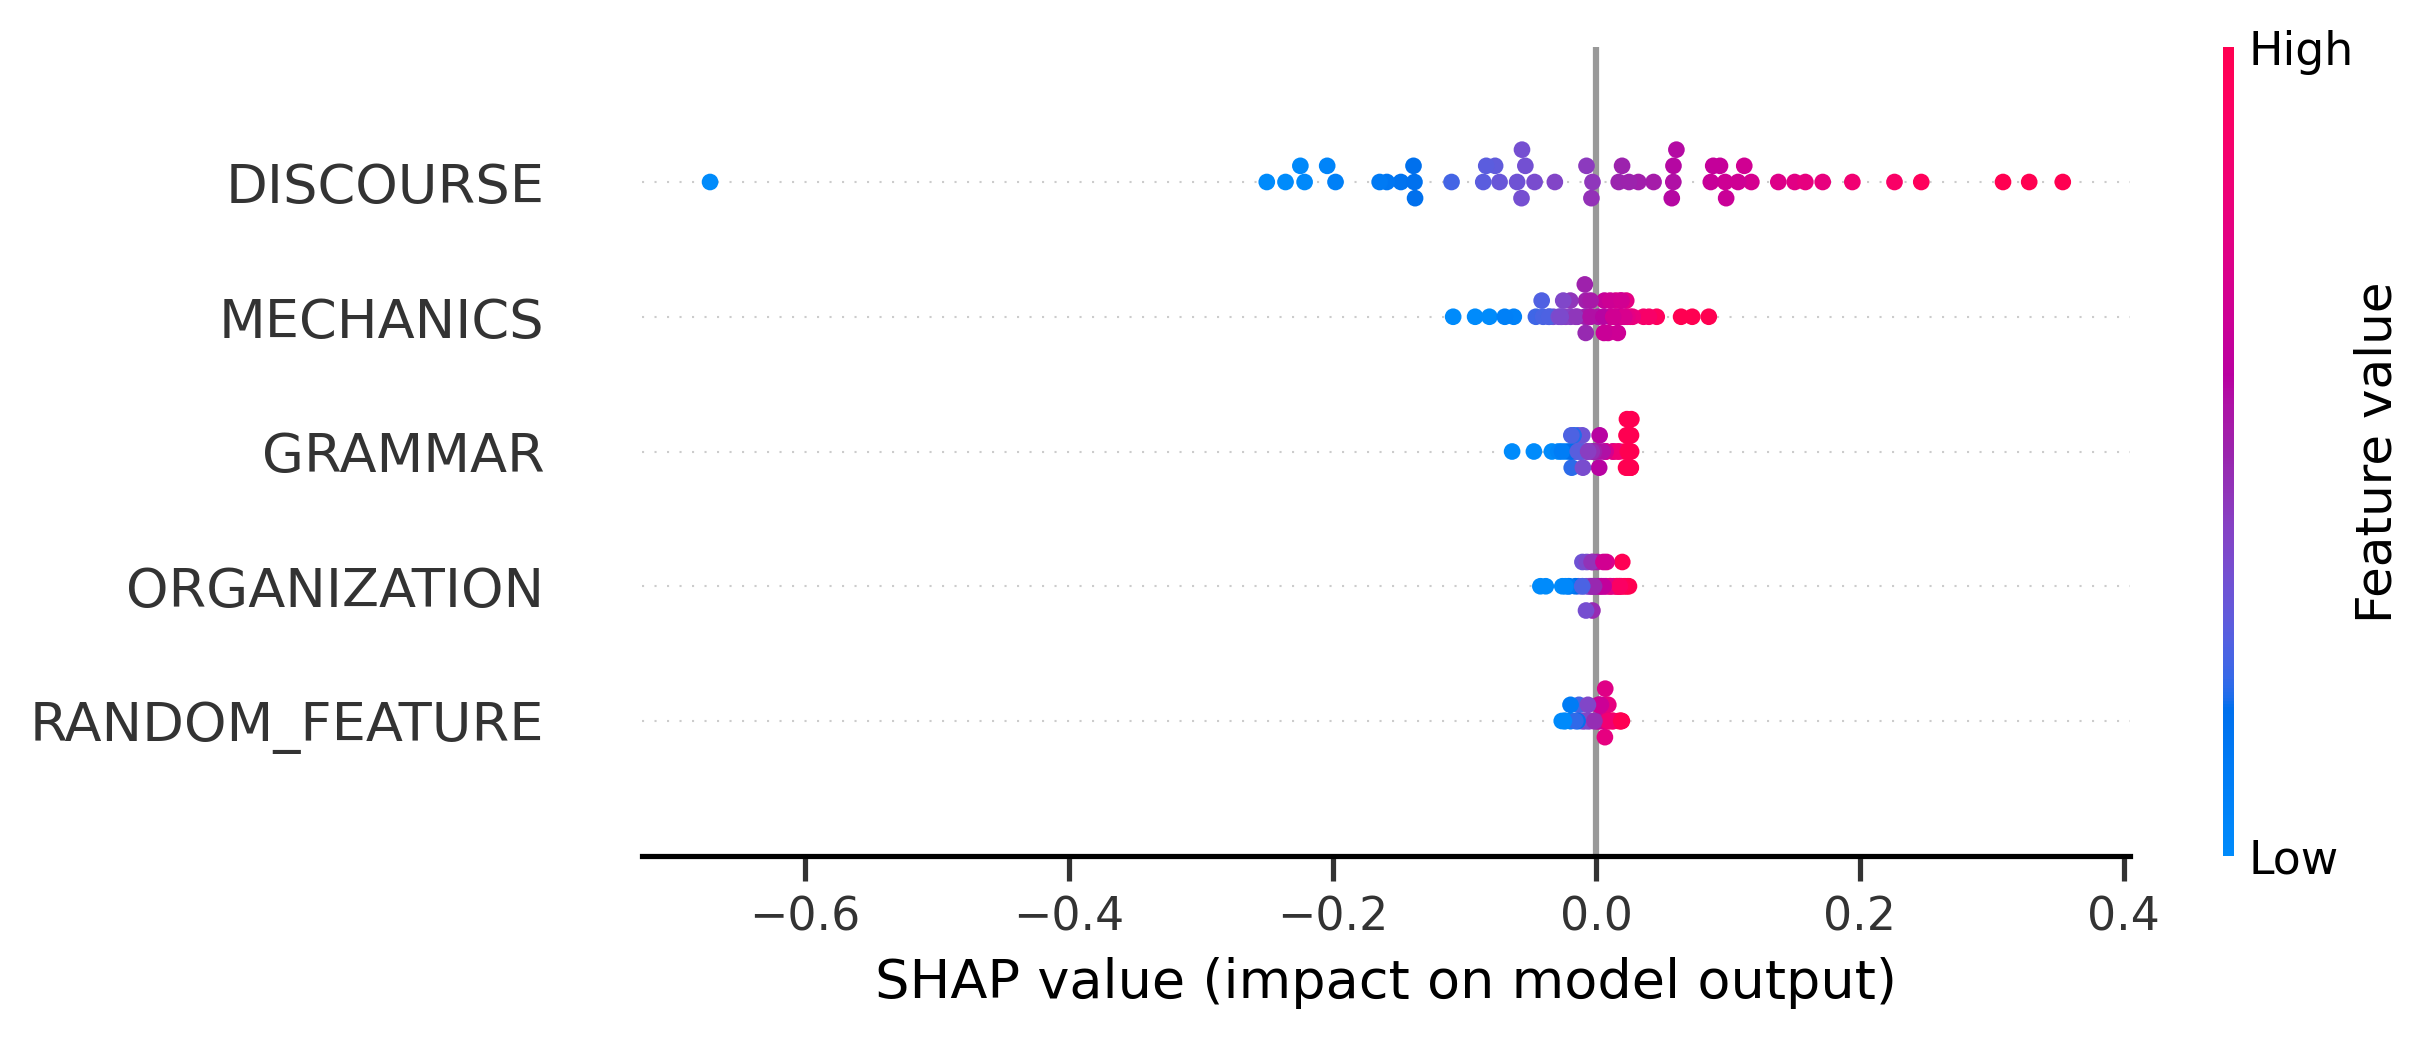 High
DISCOURSE
MECHANICS
GRAMMAR
ORGANIZATION
RANDOM_FEATURE
Feature value
Low
−0.6 −0.4 −0.2 0.0 0.2 0.4
SHAP value (impact on model output)